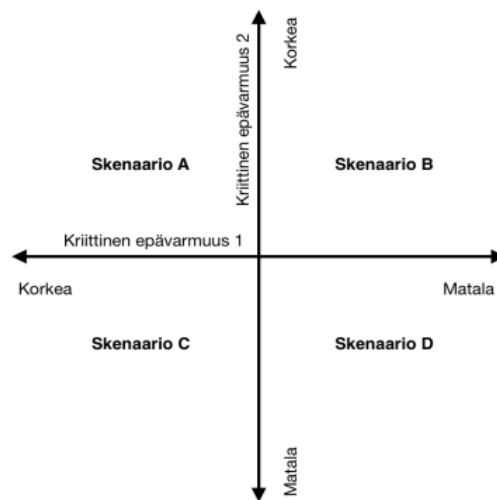 Korkea
Kriittinen epävarmuus 2
Skenaario A
Skenaario B
Kriittinen epävarmuus 1
Korkea
Matala
Skenaario C
Skenaario D
Matala